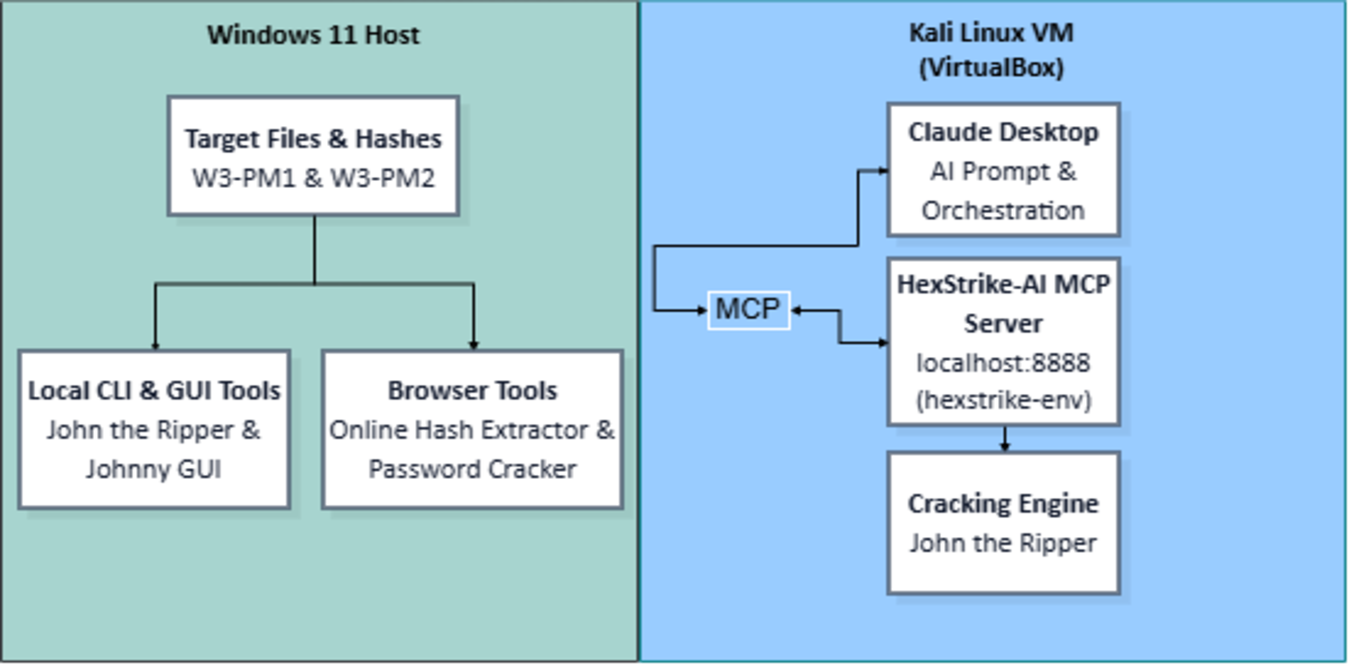 Windows 11 Host
Target Files & Hashes
W3-PM1 & W3-PM2
Local CLI & GUI Tools
John the Ripper &
Johnny GUI
Browser Tools
Online Hash Extractor &
Password Cracker
Kali Linux VM
(VirtualBox)
Claude Desktop
AI Prompt &
Orchestration
MCP
HexStrike-AI MCP
Server
localhost:8888
(hexstrike-env)
Cracking Engine
John the Ripper